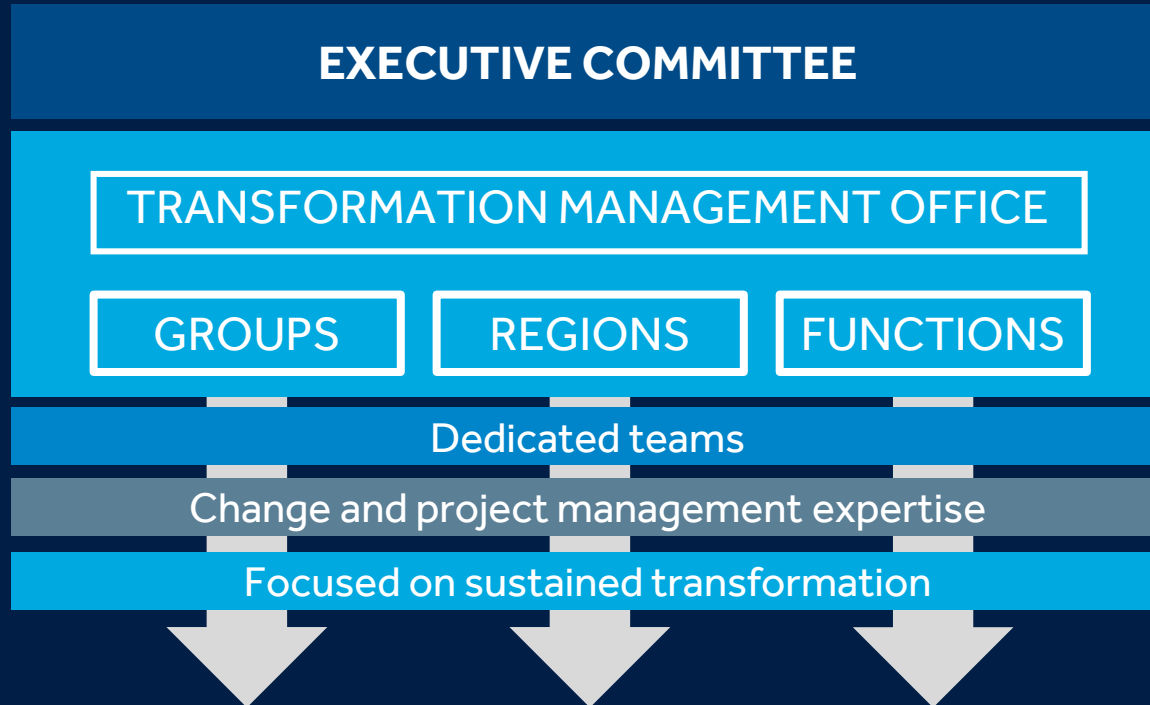 EXECUTIVE COMMITTEE
TRANSFORMATION MANAGEMENT OFFICE
GROUPS
REGIONS
FUNCTIONS
Dedicated teams
Change and project management expertise
Focused on sustained transformation